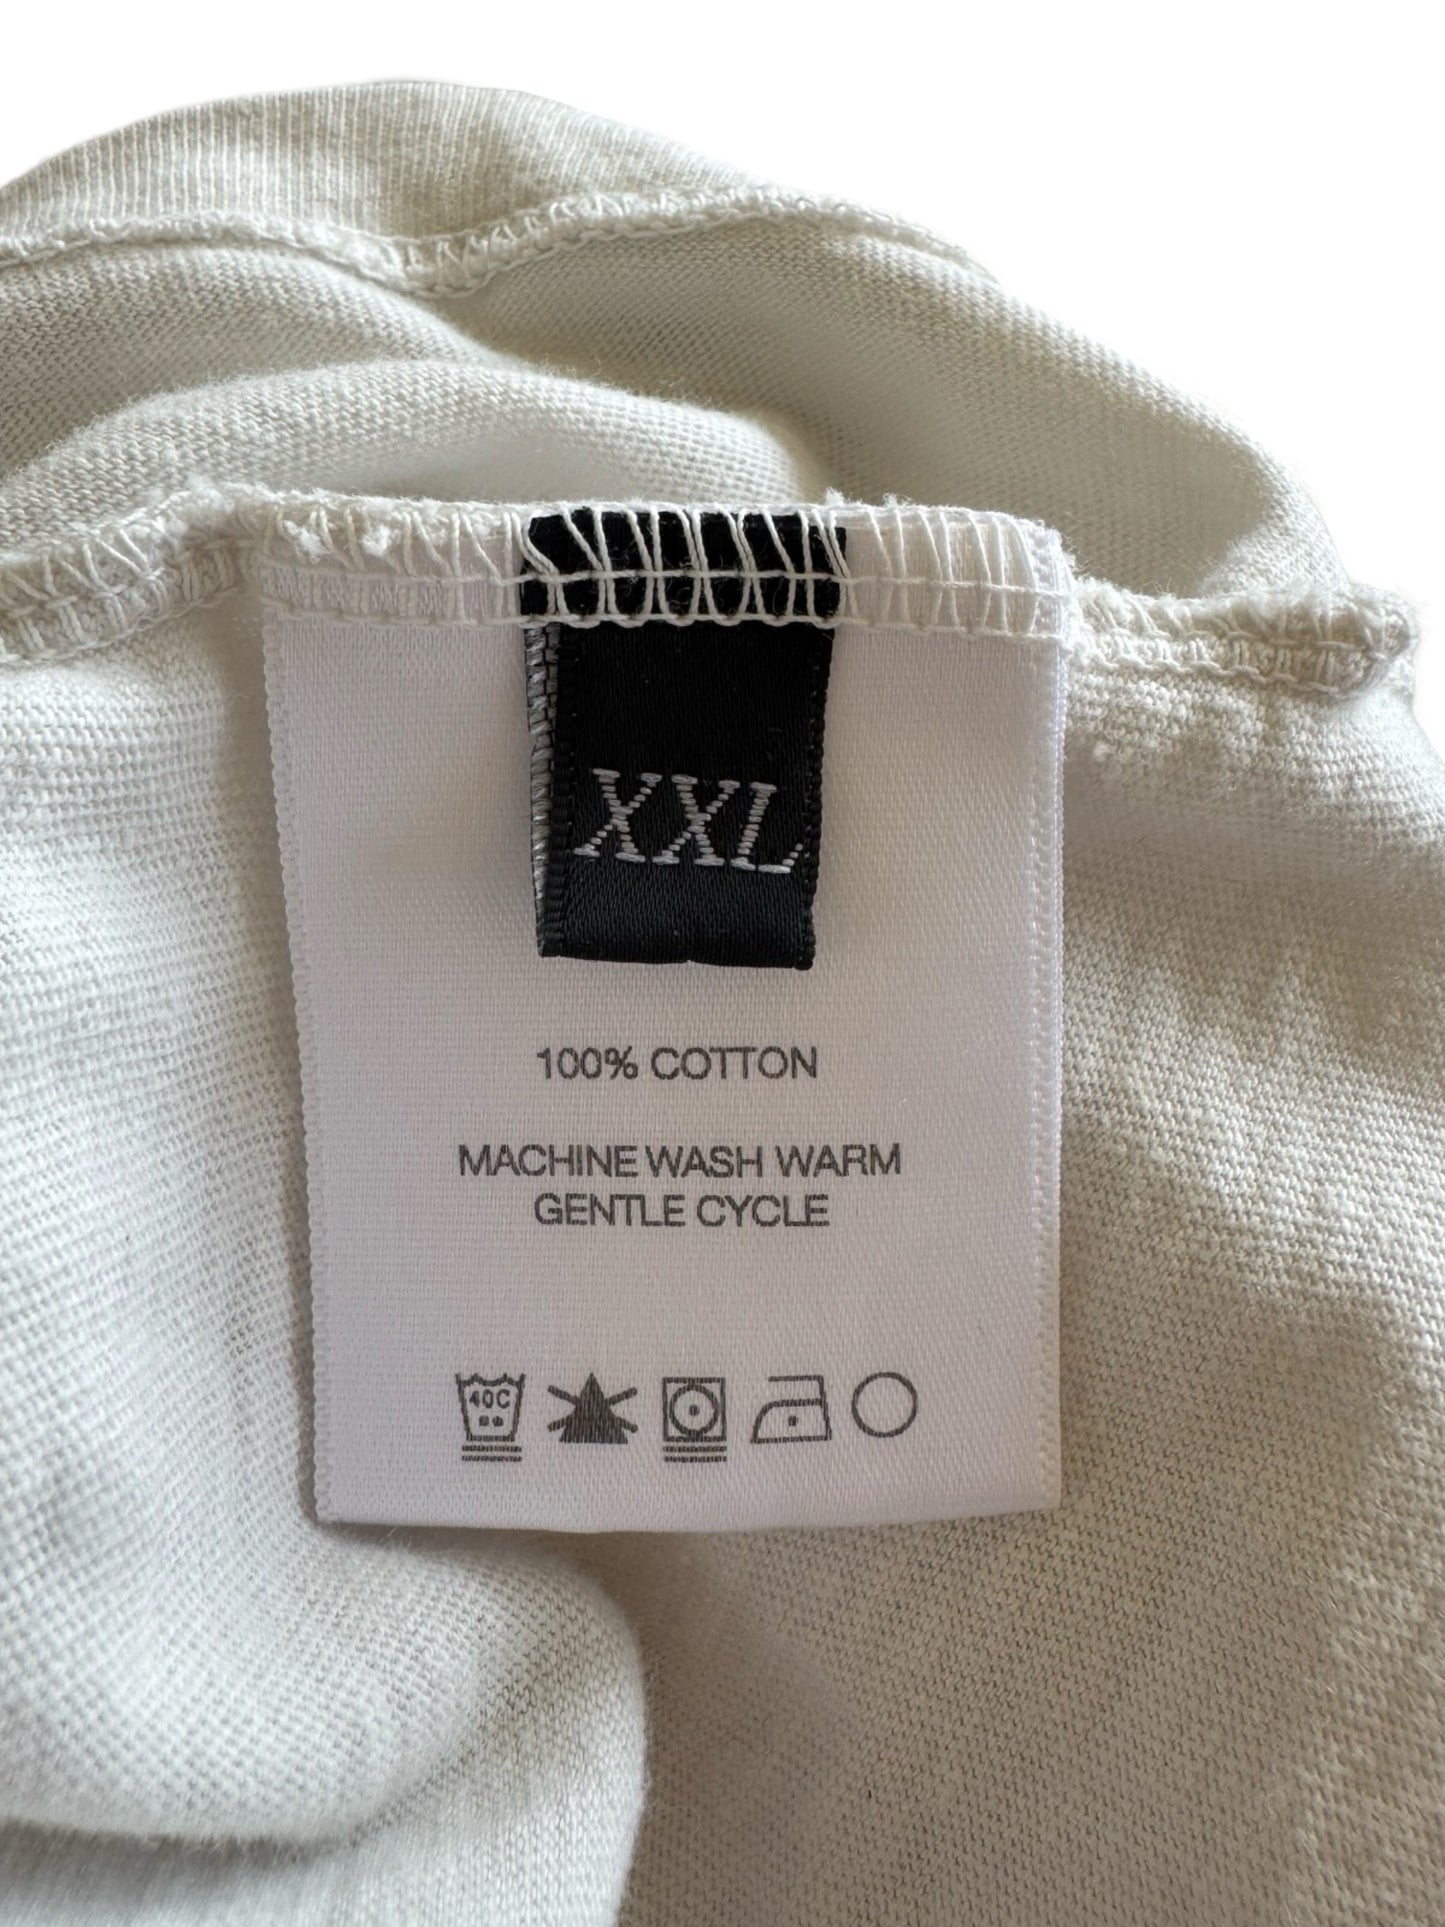 XXL
100% COTTON
MACHINE WASH WARM
GENTLE CYCLE
40C